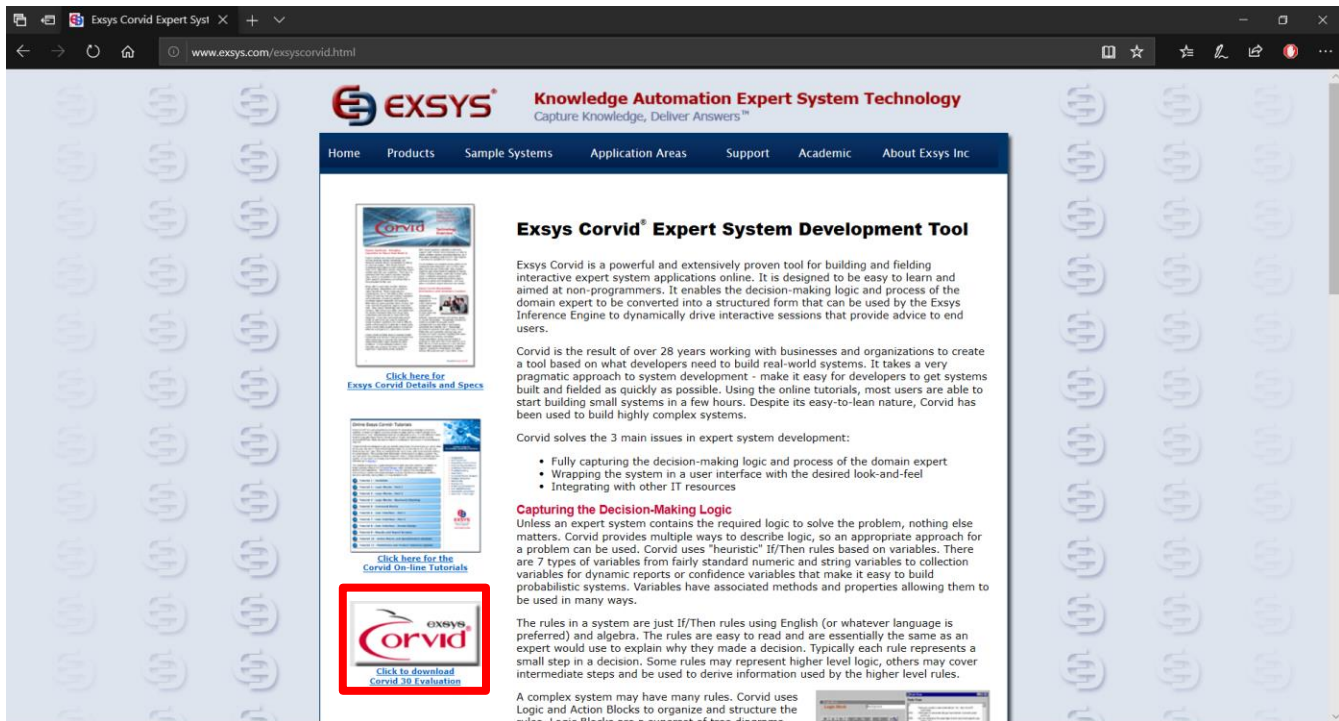 Exsys Corvid Expert Syst
www.exsys.com/exsyscorvid.html
EXSYS
Knowledge Automation Expert System Technology
Capture Knowledge, Deliver Answers™
Home Products Sample Systems Application Areas Support Academic About Exsys Inc
Corvid
Click here for
Exsys Corvid Details and Specs
Online Exsys Corvid Tutorials
Click here for the
Corvid On-line Tutorials
exsys
Corvid
Click to download
Corvid 30 Evaluation
Exsys Corvid® Expert System Development Tool
Exsys Corvid is a powerful and extensively proven tool for building and fielding
interactive expert system applications online. It is designed to be easy to learn and
aimed at non-programmers. It enables the decision-making logic and process of the
domain expert to be converted into a structured form that can be used by the Exsys
Inference Engine to dynamically drive interactive sessions that provide advice to end
users.
Corvid is the result of over 28 years working with businesses and organizations to create
a tool based on what developers need to build real-world systems. It takes a very
pragmatic approach to system development - make it easy for developers to get systems
built and fielded as quickly as possible. Using the online tutorials, most users are able to
start building small systems in a few hours. Despite its easy-to-lean nature, Corvid has
been used to build highly complex systems.
Corvid solves the 3 main issues in expert system development:
• Fully capturing the decision-making logic and process of the domain expert
• Wrapping the system in a user interface with the desired look-and-feel
• Integrating with other IT resources
Capturing the Decision-Making Logic
Unless an expert system contains the required logic to solve the problem, nothing else
matters. Corvid provides multiple ways to describe logic, so an appropriate approach for
a problem can be used. Corvid uses "heuristic" If/Then rules based on variables. There
are 7 types of variables from fairly standard numeric and string variables to collection
variables for dynamic reports or confidence variables that make it easy to build
probabilistic systems. Variables have associated methods and properties allowing them to
be used in many ways.
The rules in a system are just If/Then rules using English (or whatever language is
preferred) and algebra. The rules are easy to read and are essentially the same as an
expert would use to explain why they made a decision. Typically each rule represents a
small step in a decision. Some rules may represent higher level logic, others may cover
intermediate steps and be used to derive information used by the higher level rules.
A complex system may have many rules. Corvid uses
Logic and Action Blocks to organize and structure the
rules. Logic Blocks are a superset of tree diagrams